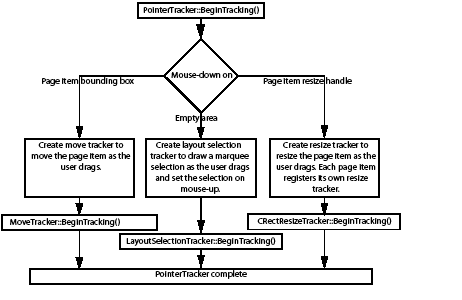 PointerTracker::BeginTracking()
Mouse-down on
Page item bounding box
Page item resize handle
Empty area
Create move tracker to
move the page item as the
user drags.
Create layout selection
tracker to draw a marquee
selection as the user drags
and set the selection on
mouse-up.
Create resize tracker to
resize the page item as the
user drags. Each page item
registers its own resize
tracker.
MoveTracker::BeginTracking()
CRectResizeTracker::BeginTracking()
LayoutSelectionTracker::BeginTracking()
PointerTracker complete